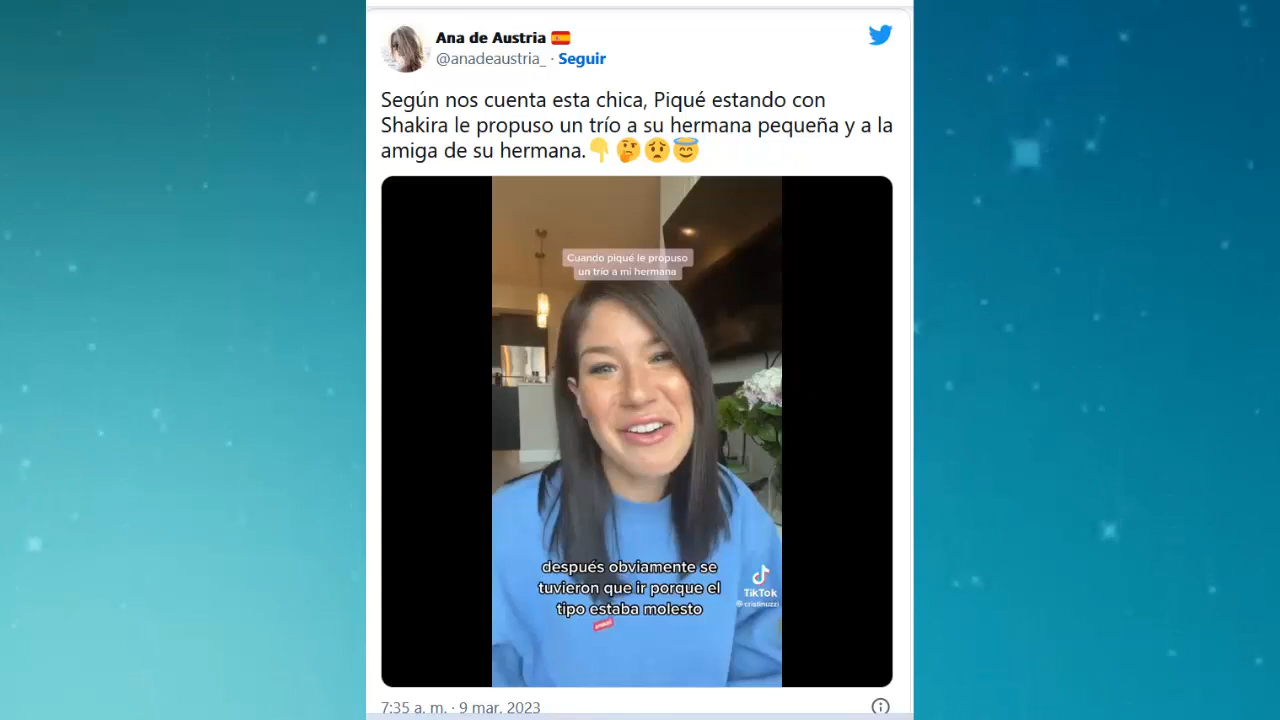 Ana de Austria 🇪🇸
@anadeaustria_ · Seguir
Según nos cuenta esta chica, Piqué estando con
Shakira le propuso un trío a su hermana pequeña y a la
amiga de su hermana.👇🤔😟😇
Cuando piqué le propuso
un trío a mi hermana
después obviamente se
tuvieron que ir porque el
tipo estaba molesto
TikTok
@cristinuzzi
7:35 a. m. · 9 mar. 2023